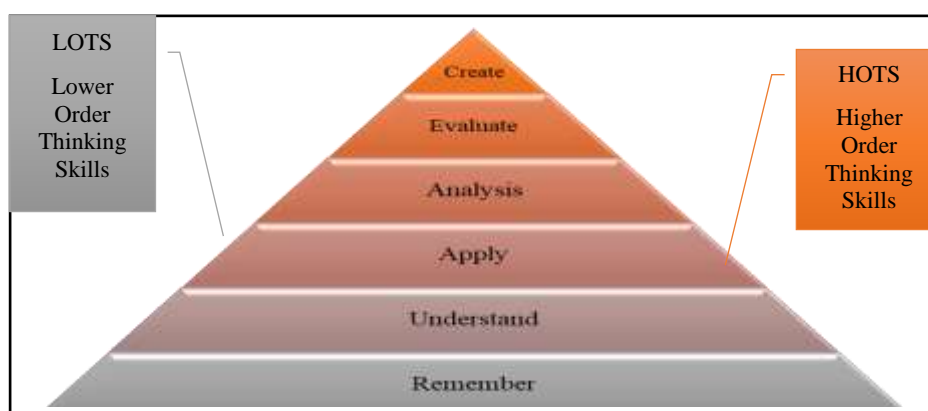 LOTS
Lower
Order
Thinking
Skills
Create
Evaluate
Analysis
Apply
Understand
Remember
HOTS
Higher
Order
Thinking
Skills